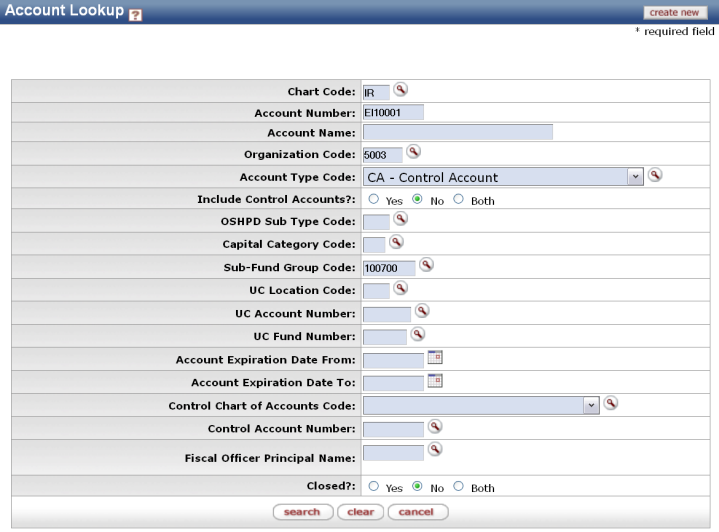 Account Lookup ?
create new
* required field
Chart Code: IR
Account Number: EI10001
Account Name:
Organization Code: 5003
Account Type Code: CA - Control Account
Include Control Accounts?: Yes No Both
OSHPD Sub Type Code:
Capital Category Code:
Sub-Fund Group Code: 100700
UC Location Code:
UC Account Number:
UC Fund Number:
Account Expiration Date From:
Account Expiration Date To:
Control Chart of Accounts Code:
Control Account Number:
Fiscal Officer Principal Name:
Closed?: Yes No Both
search clear cancel